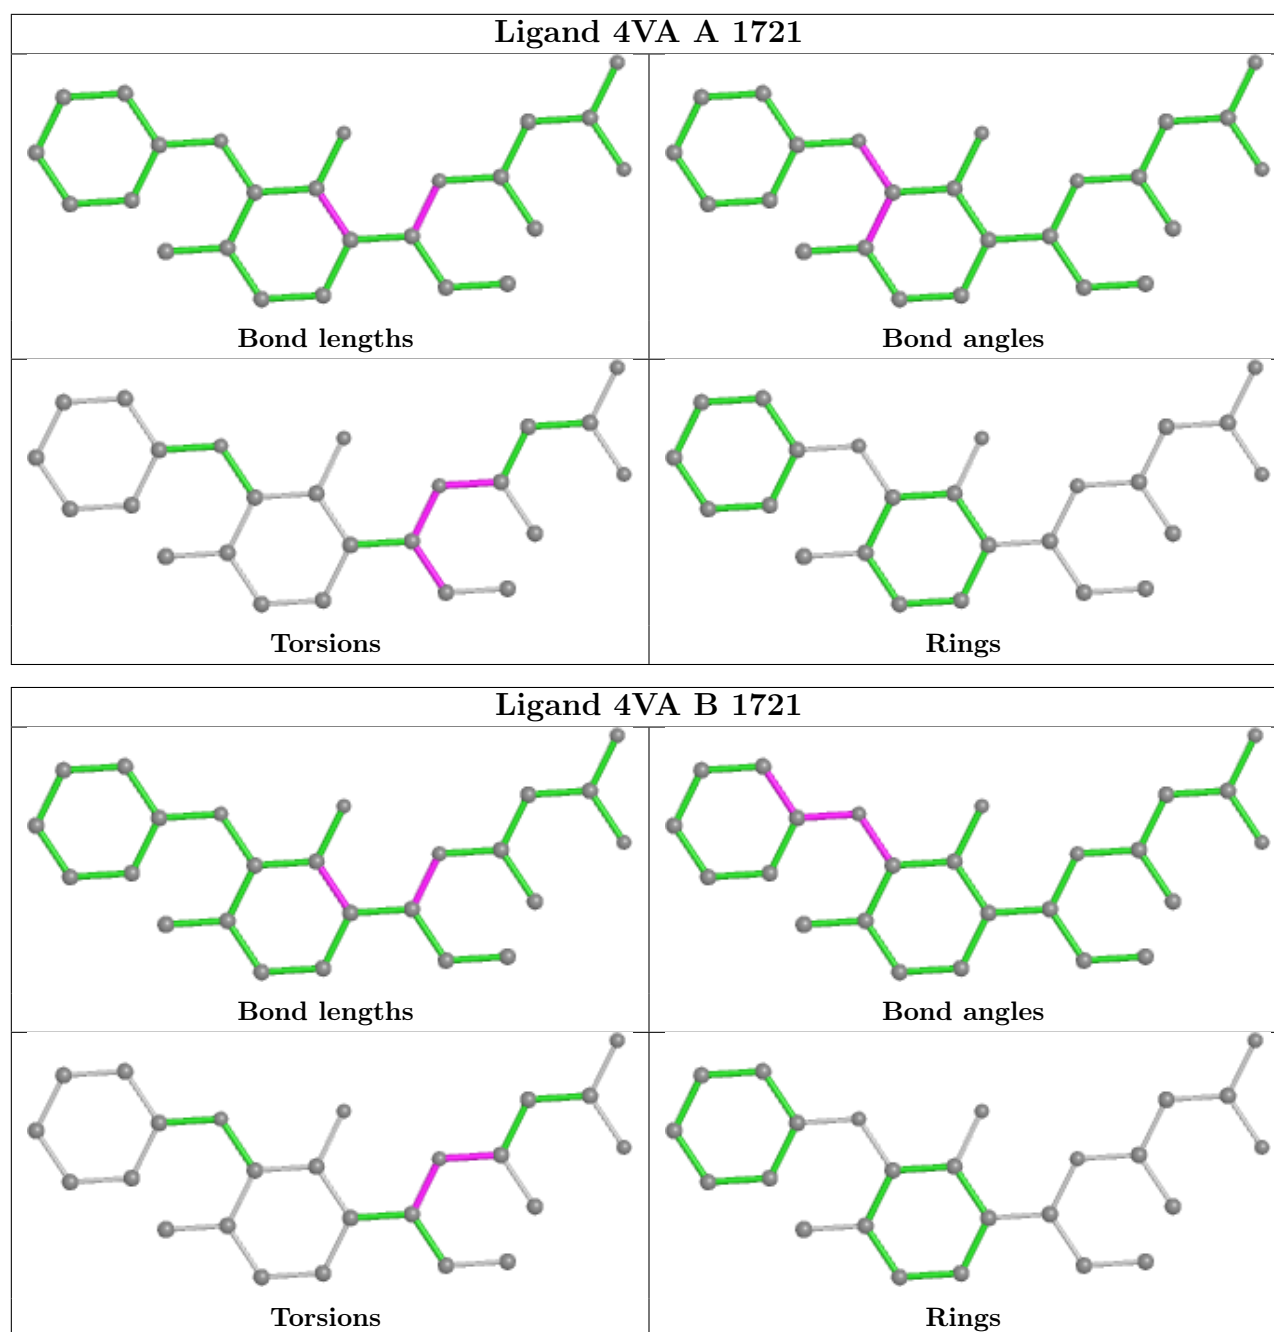 Ligand 4VA A 1721
Bond lengths
Bond angles
Torsions
Rings
Ligand 4VA B 1721
Bond lengths
Bond angles
Torsions
Rings